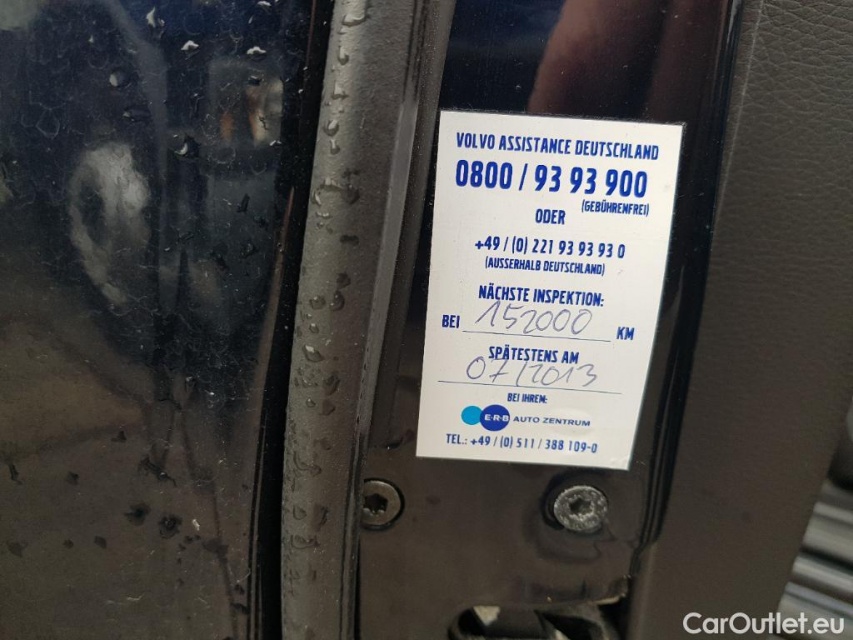 VOLVO ASSISTANCE DEUTSCHLAND
0800 / 93 93 900
(GEBÜHRENFREI)
ODER
+49 / (0) 221 93 93 93 0
(AUSSERHALB DEUTSCHLAND)
NÄCHSTE INSPEKTION:
BEI 152000 KM
SPÄTESTENS AM
07/2013
BEI IHREM:
E·R·B AUTO ZENTRUM
TEL.: +49 / (0) 511 / 388 109-0
CarOutlet.eu